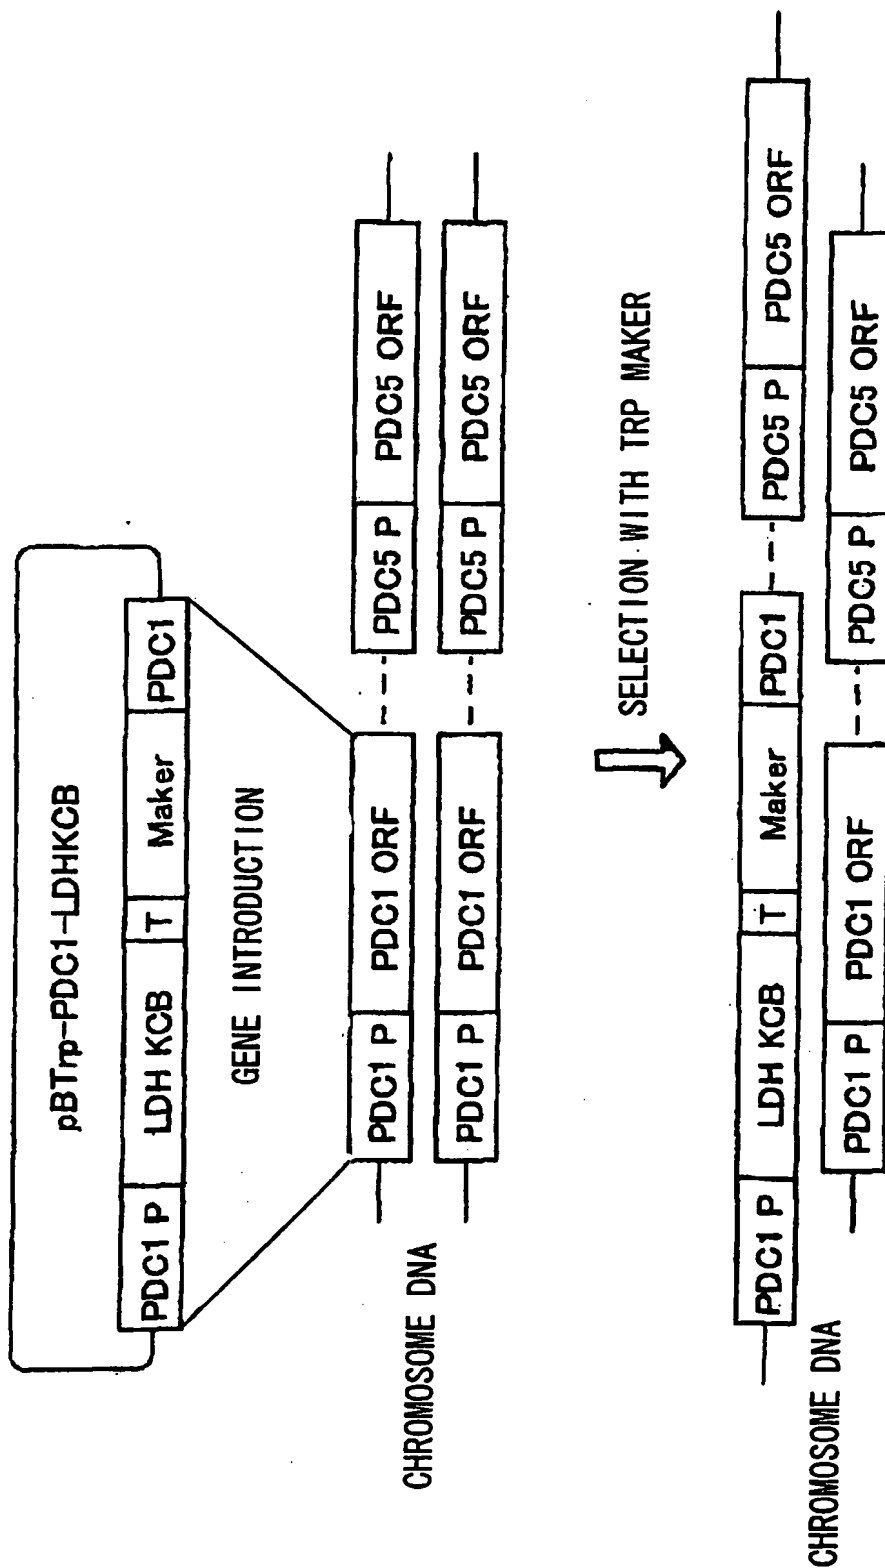 pBTrp-PDC1-LDHKCB
PDC1 P LDH KCB T Maker PDC1
GENE INTRODUCTION
PDC1 P PDC1 ORF PDC5 P PDC5 ORF
PDC1 P PDC1 ORF PDC5 P PDC5 ORF
CHROMOSOME DNA
SELECTION WITH TRP MAKER
PDC1 P LDH KCB T Maker PDC1 PDC5 P PDC5 ORF
PDC1 P PDC1 ORF PDC5 P PDC5 ORF
CHROMOSOME DNA